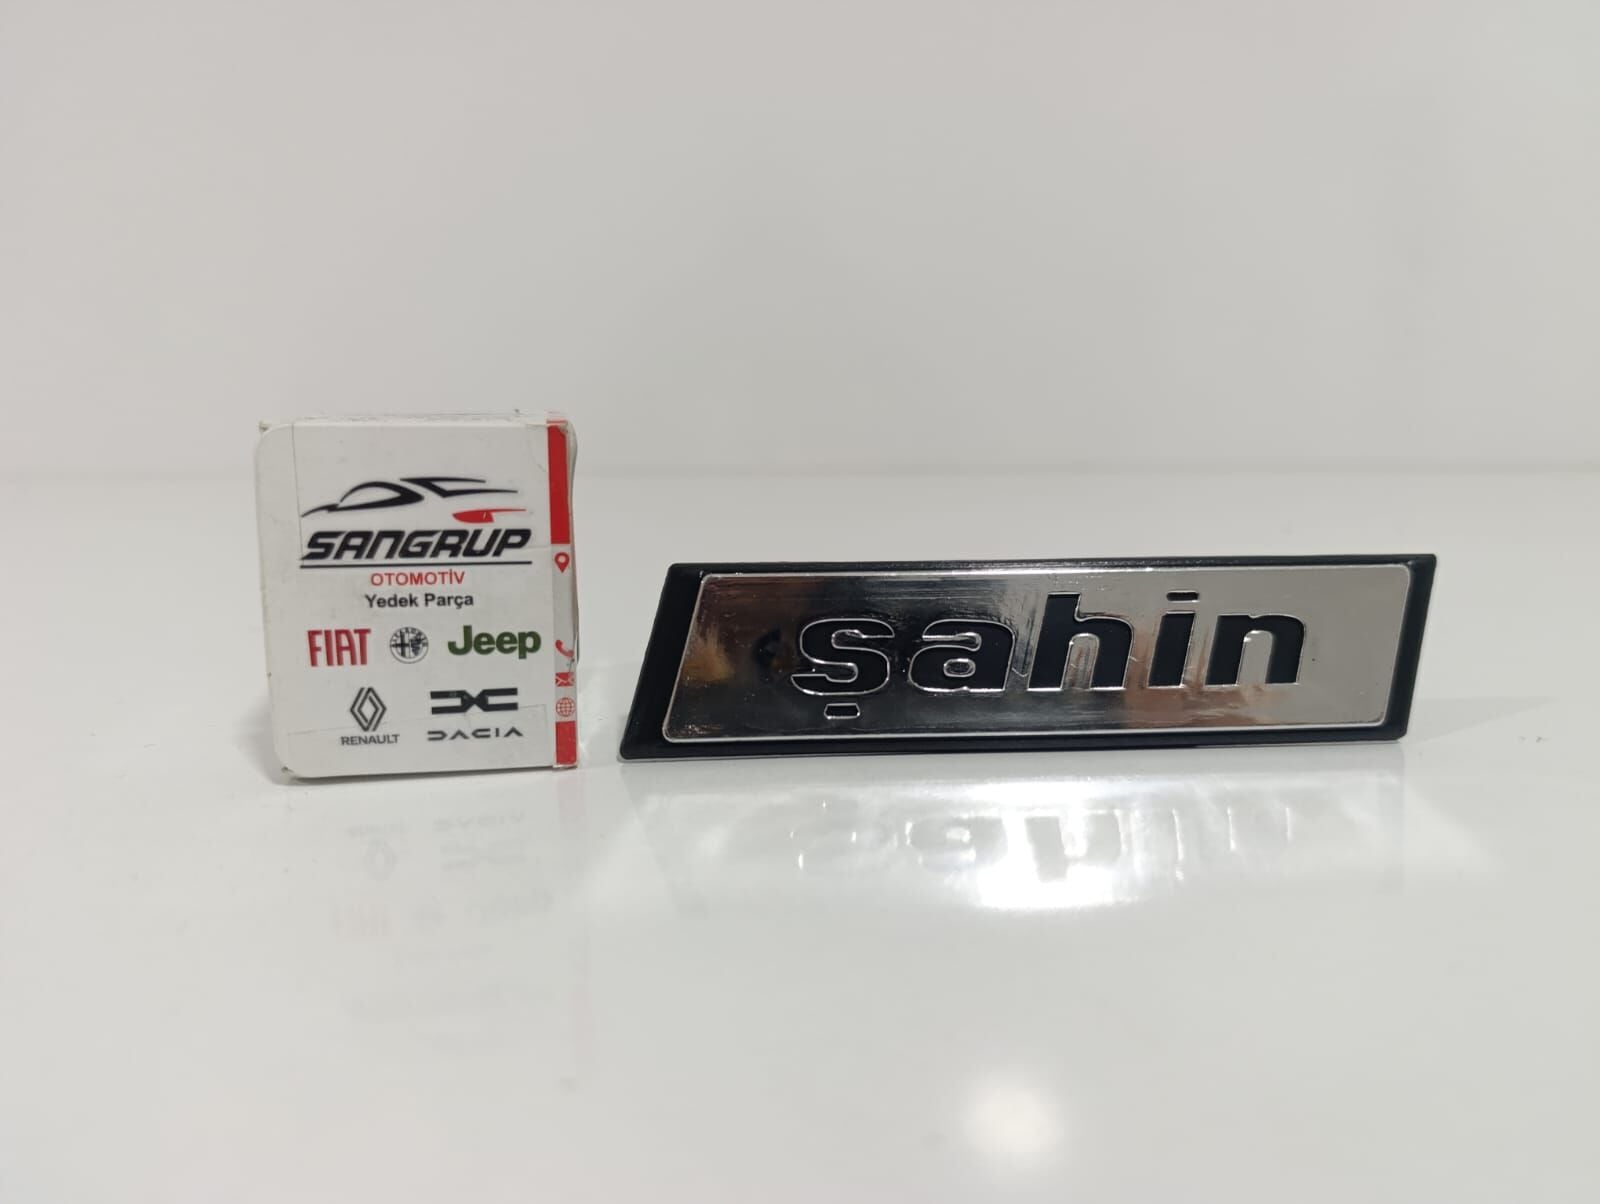 SANGRUP
OTOMOTİV
Yedek Parça
FIAT Jeep
RENAULT DACIA
şahin